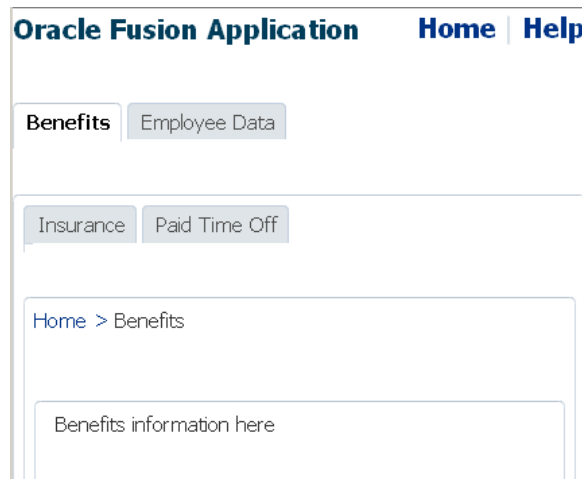 Oracle Fusion Application Home Help
Benefits Employee Data
Insurance Paid Time Off
Home > Benefits
Benefits information here